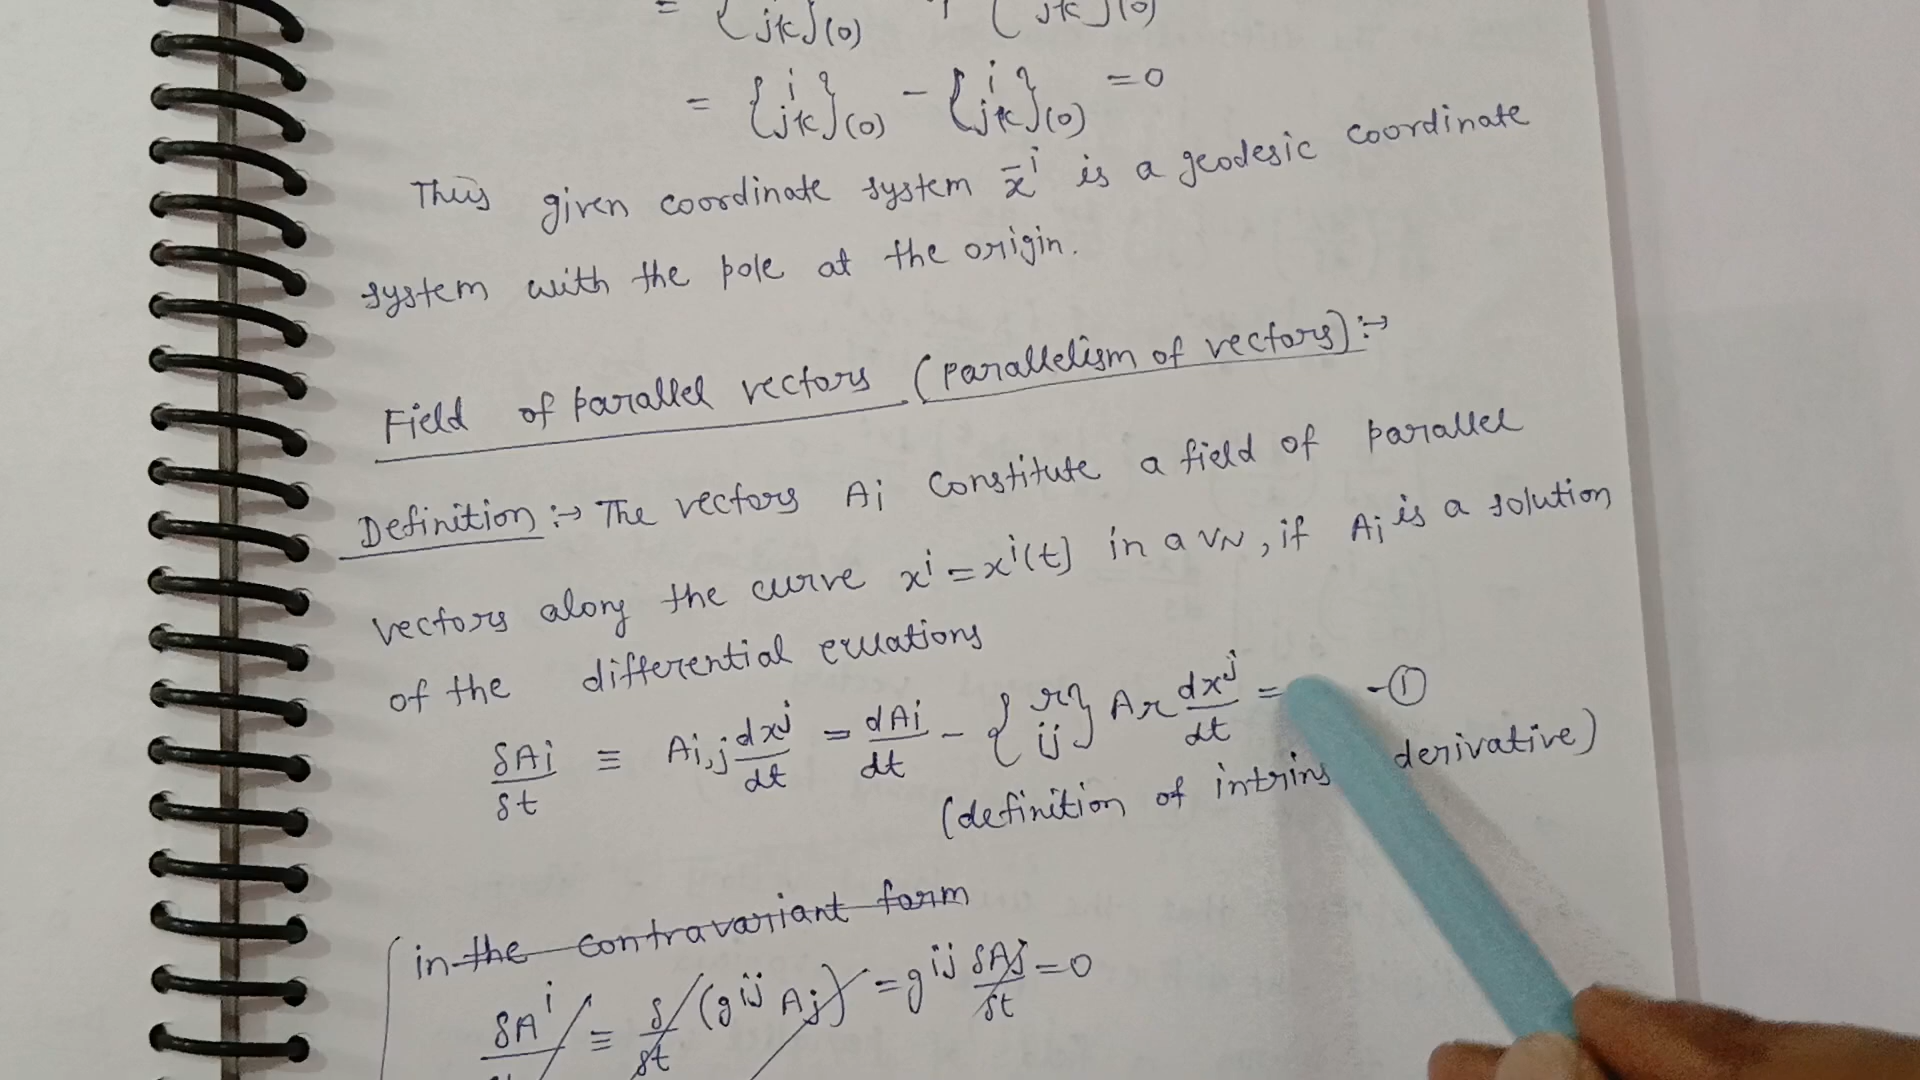 = { i jk }(0) + { i jk }(0)
= { i jk }(0) - { i jk }(0) = 0
Thus given coordinate system x̄^i is a geodesic coordinate
system with the pole at the origin.
Field of parallel vectors (Parallelism of vectors) :→
Definition :→ The vectors Ai constitute a field of parallel
vectors along the curve x^i = x^i(t) in a VN, if Ai is a solution
of the differential equations
δAi/δt ≡ Ai,j dx^j/dt = dAi/dt - { r ij } Ar dx^j/dt = -①
(definition of intrins derivative)
in the contravariant form
δA^i ≡ δ/δt (g^ij Aj) = g^ij δAj/δt = 0